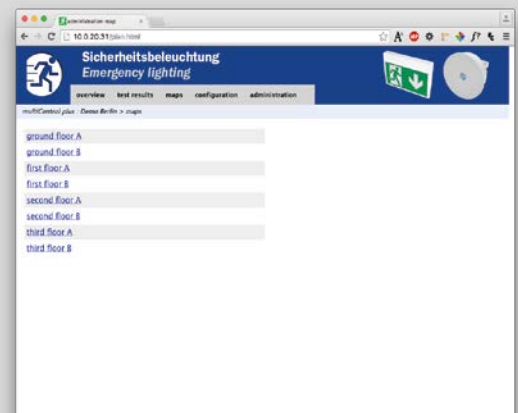 administration map
10.0.20.31/plan.html
Sicherheitsbeleuchtung
Emergency lighting
overview test results maps configuration administration
multiControl plus - Demo Berlin > maps
ground floor A
ground floor B
first floor A
first floor B
second floor A
second floor B
third floor A
third floor B